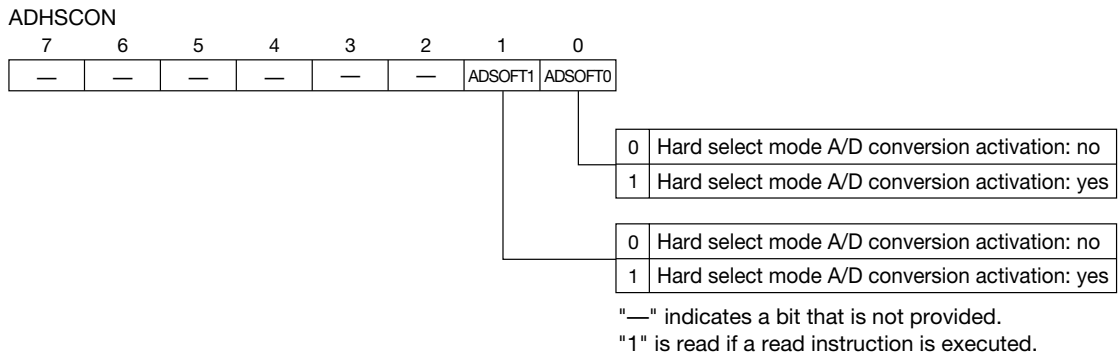 ADHSCON
7 6 5 4 3 2 1 0
— — — — — — ADSOFT1 ADSOFT0
0 Hard select mode A/D conversion activation: no
1 Hard select mode A/D conversion activation: yes
0 Hard select mode A/D conversion activation: no
1 Hard select mode A/D conversion activation: yes
"—" indicates a bit that is not provided.
"1" is read if a read instruction is executed.